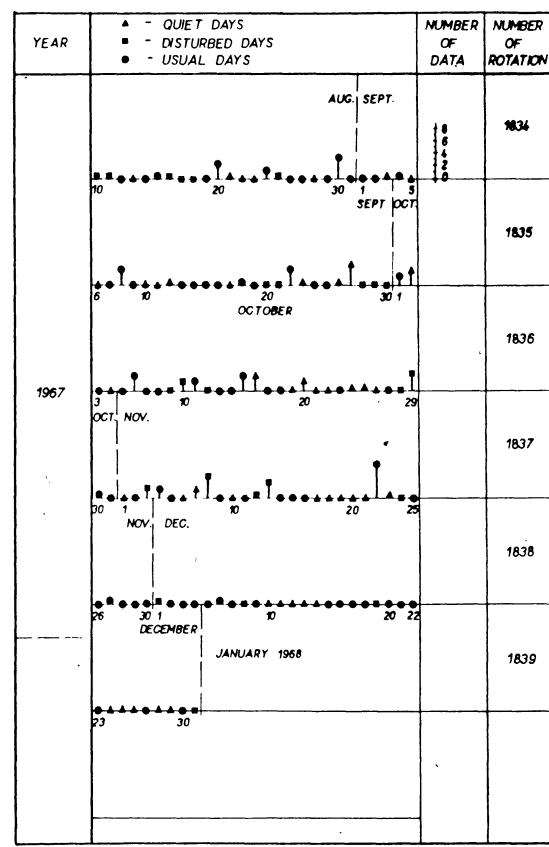 YEAR
▲ - QUIET DAYS
■ - DISTURBED DAYS
● - USUAL DAYS
NUMBER OF DATA
NUMBER OF ROTATION
AUG. SEPT.
8
6
4
2
0
1834
10 20 30 1 5
SEPT OCT.
1835
6 10 20 30 1
OCTOBER
1836
1967
3 10 20 29
OCT. NOV.
1837
30 1 10 20 25
NOV. DEC.
1838
26 30 1 10 20 22
DECEMBER
JANUARY 1968
1839
23 30